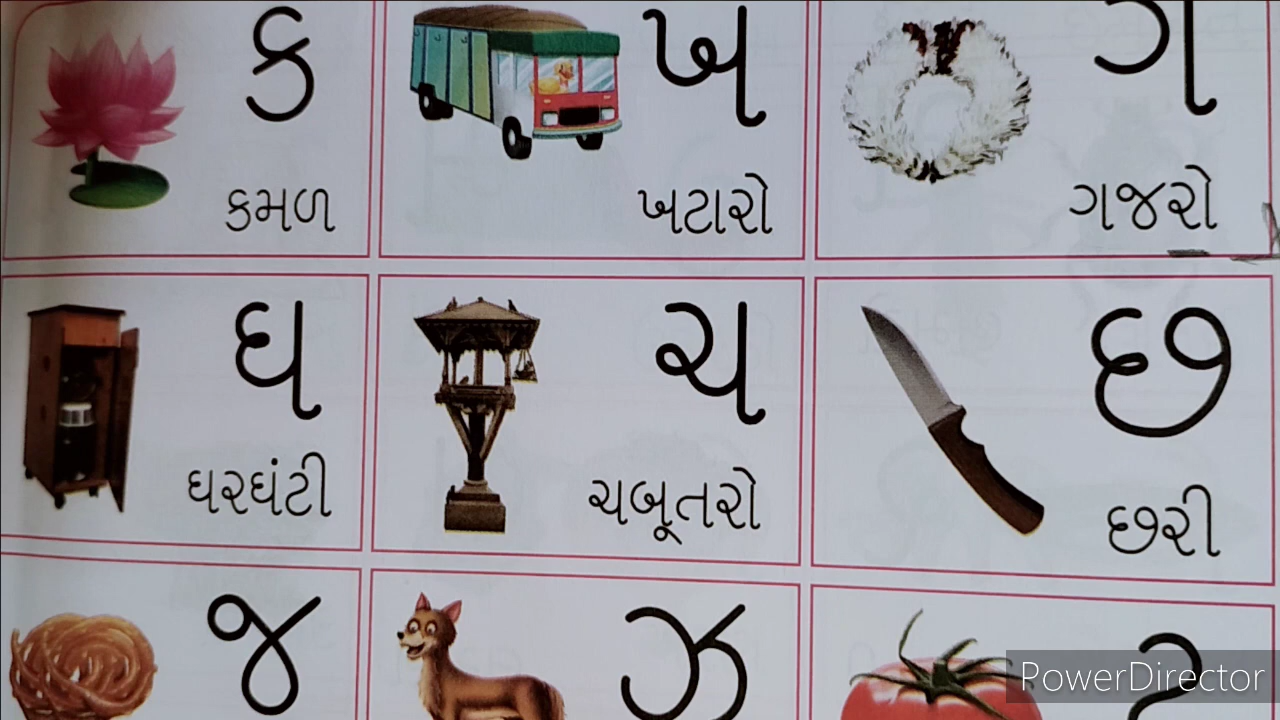 ક ખ ગ
કમળ ખટારો ગજરો
ઘ ચ છ
ઘરઘંટી ચબૂતરો છરી
જ ઝ ટ
PowerDirector